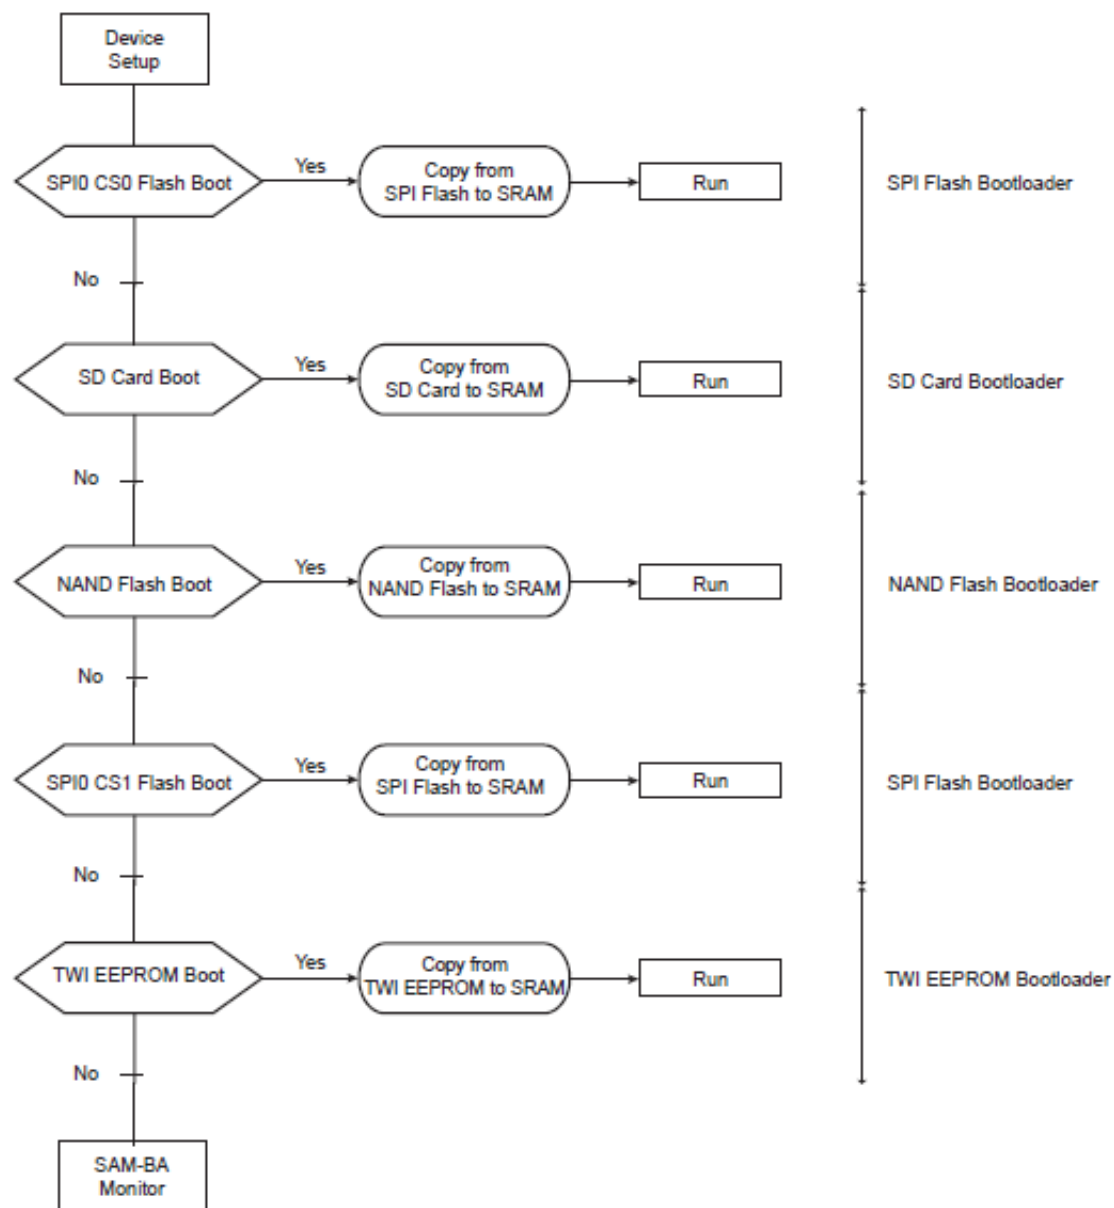 Device
Setup
SPI0 CS0 Flash Boot
Yes
Copy from
SPI Flash to SRAM
Run
SPI Flash Bootloader
No
SD Card Boot
Yes
Copy from
SD Card to SRAM
Run
SD Card Bootloader
No
NAND Flash Boot
Yes
Copy from
NAND Flash to SRAM
Run
NAND Flash Bootloader
No
SPI0 CS1 Flash Boot
Yes
Copy from
SPI Flash to SRAM
Run
SPI Flash Bootloader
No
TWI EEPROM Boot
Yes
Copy from
TWI EEPROM to SRAM
Run
TWI EEPROM Bootloader
No
SAM-BA
Monitor